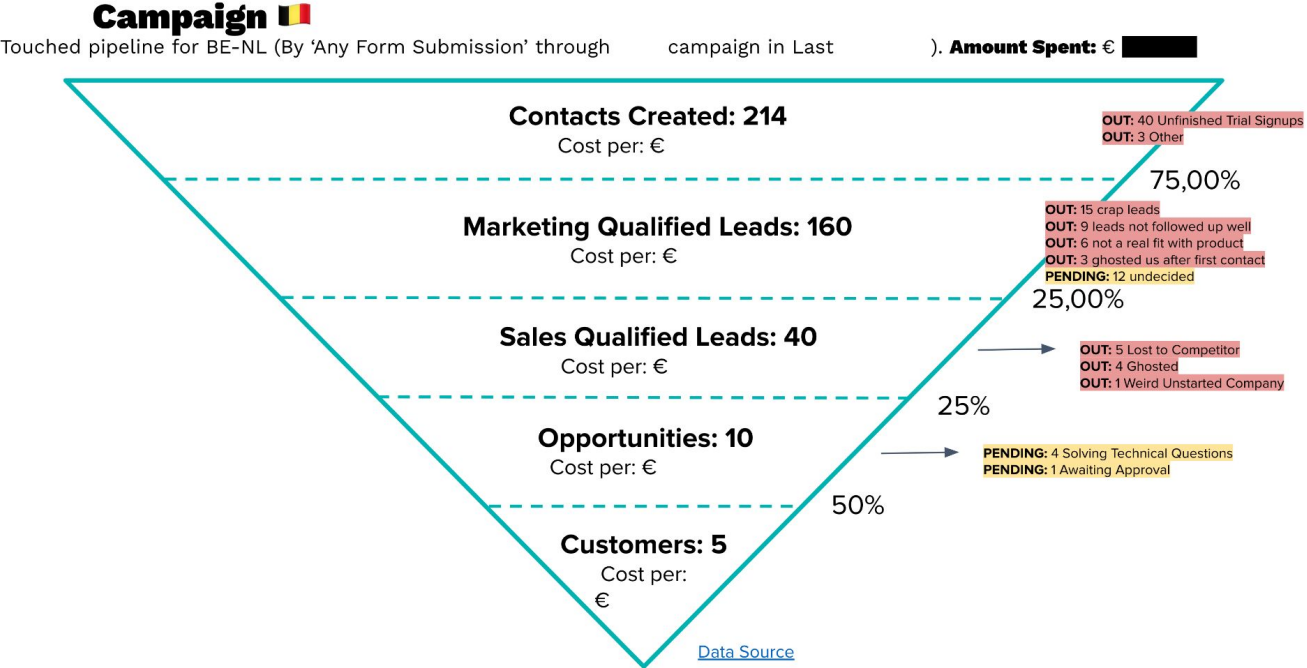 Campaign 🇧🇪
Touched pipeline for BE-NL (By ‘Any Form Submission’ through campaign in Last ). Amount Spent: €
Contacts Created: 214
Cost per: €
OUT: 40 Unfinished Trial Signups
OUT: 3 Other
75,00%
Marketing Qualified Leads: 160
Cost per: €
OUT: 15 crap leads
OUT: 9 leads not followed up well
OUT: 6 not a real fit with product
OUT: 3 ghosted us after first contact
PENDING: 12 undecided
25,00%
Sales Qualified Leads: 40
Cost per: €
OUT: 5 Lost to Competitor
OUT: 4 Ghosted
OUT: 1 Weird Unstarted Company
25%
Opportunities: 10
Cost per: €
PENDING: 4 Solving Technical Questions
PENDING: 1 Awaiting Approval
50%
Customers: 5
Cost per:
€
Data Source